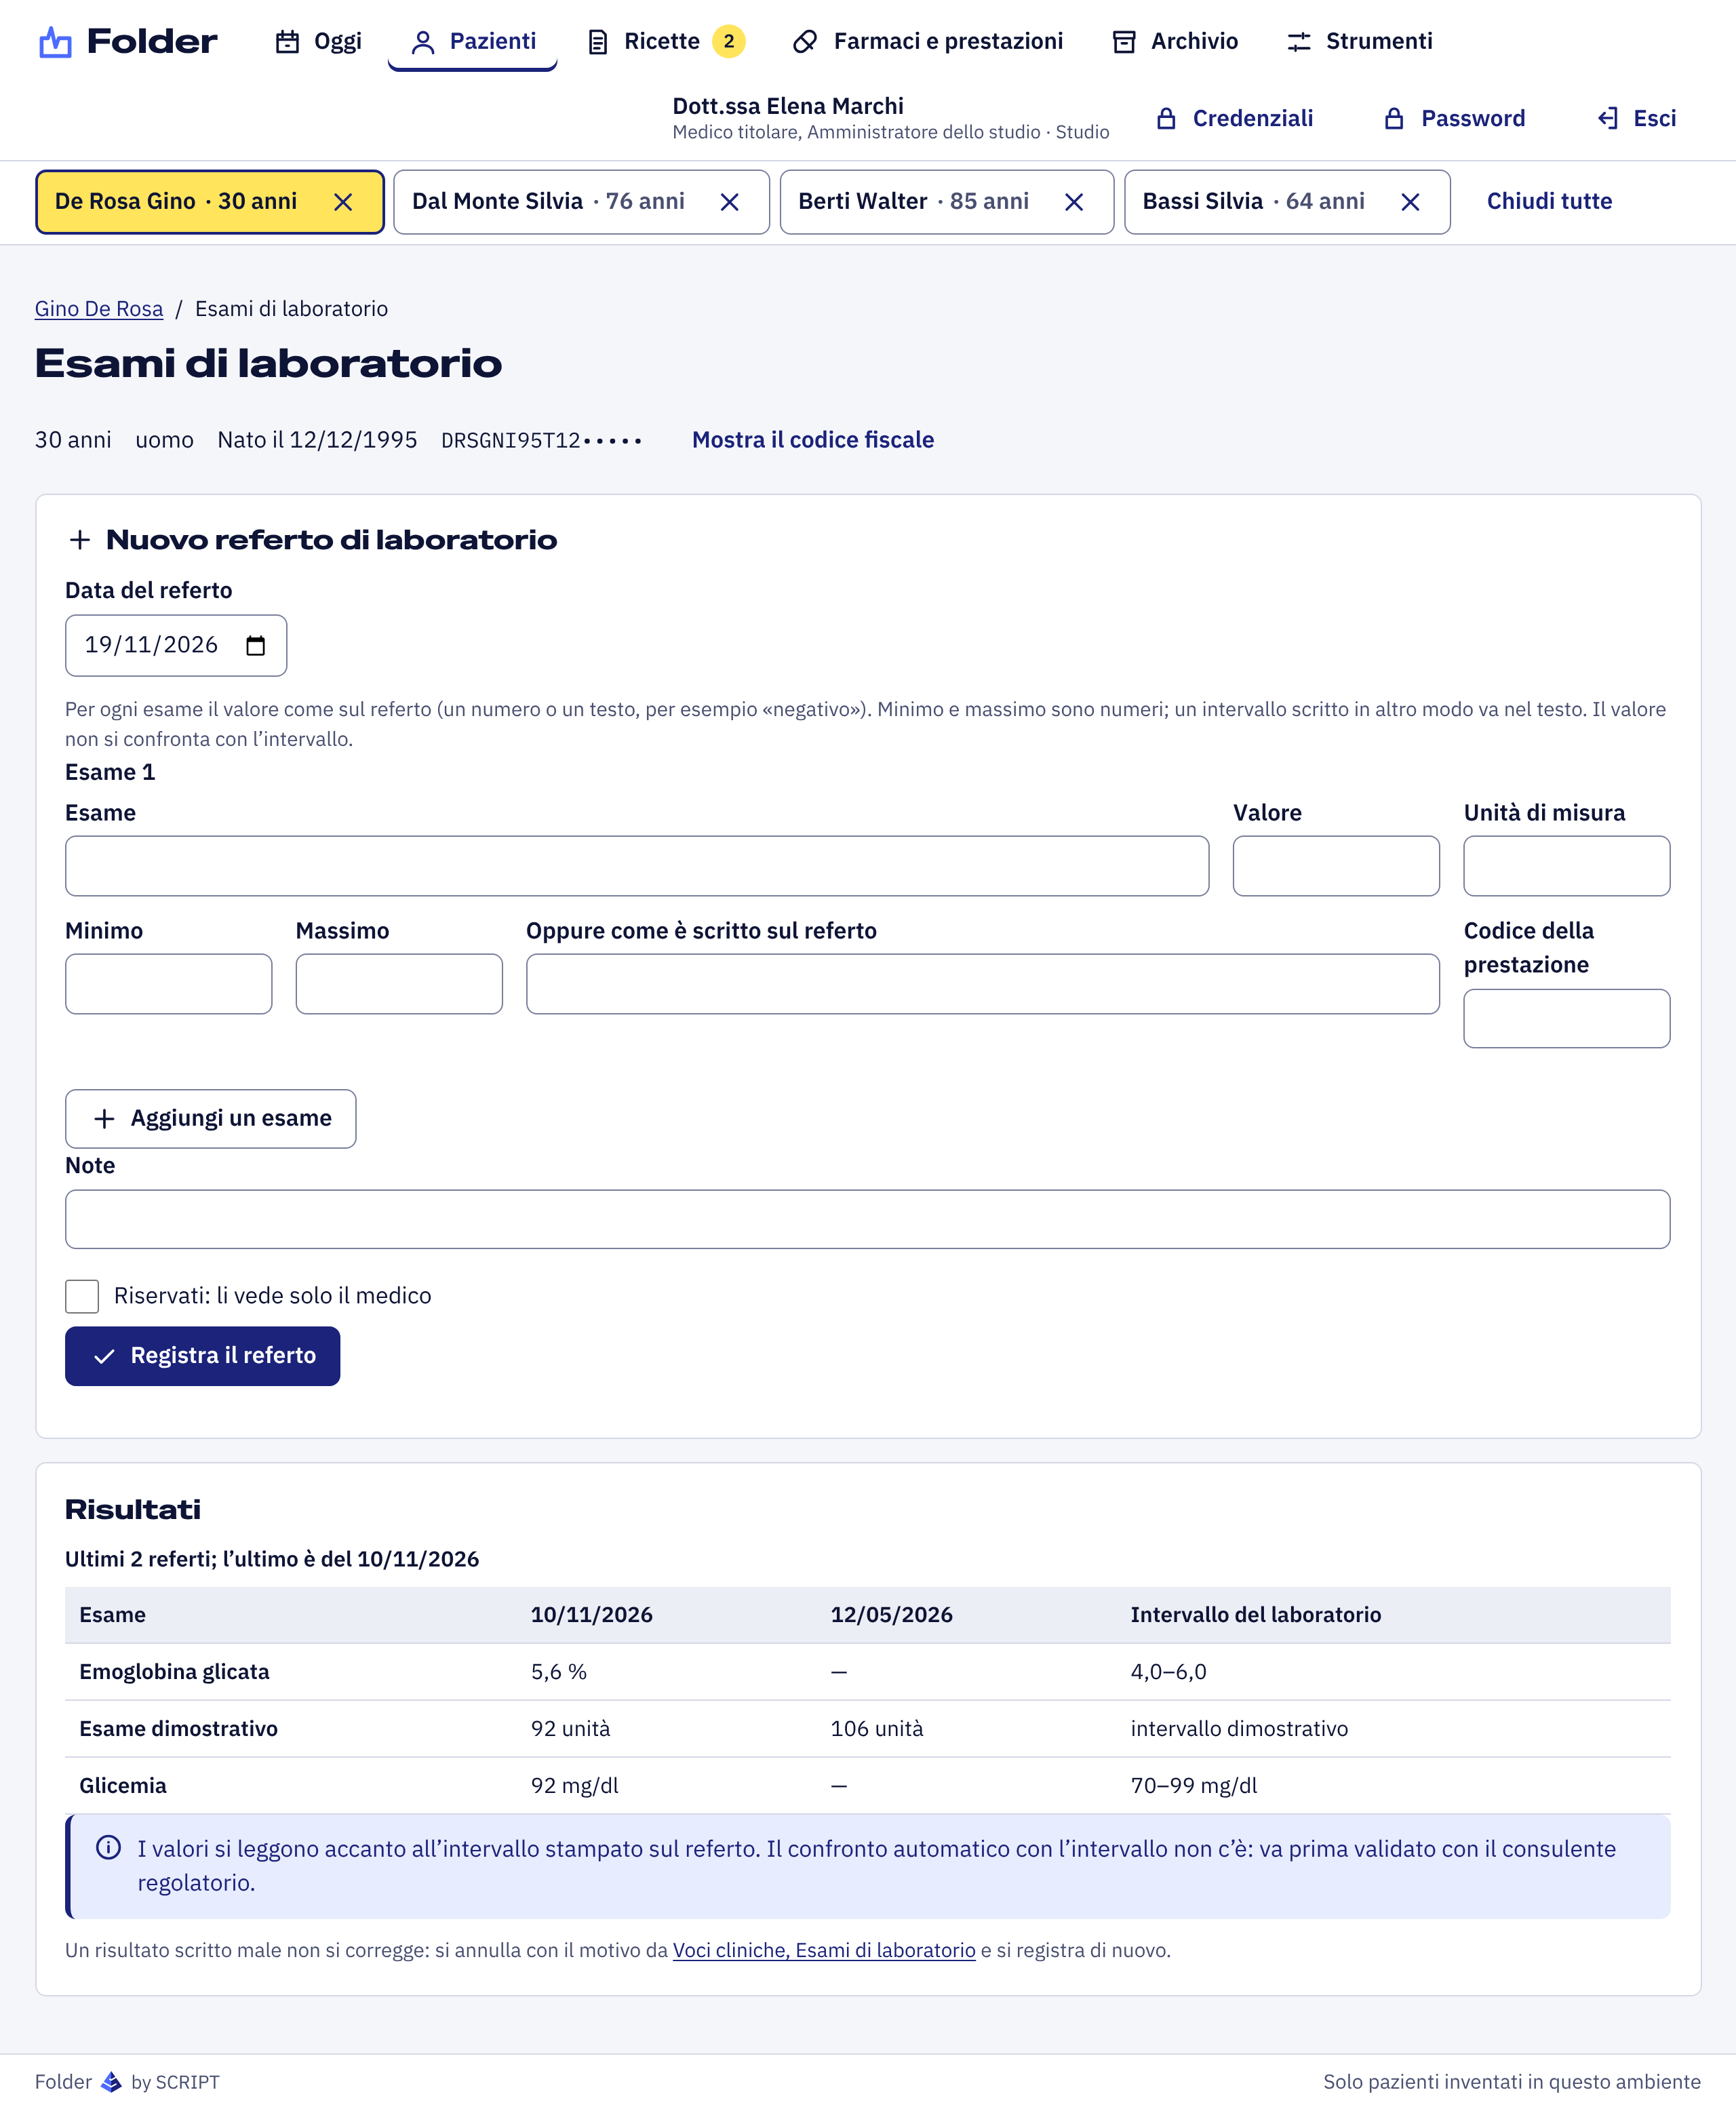 Folder
Oggi
Pazienti
Ricette 2
Farmaci e prestazioni
Archivio
Strumenti
Dott.ssa Elena Marchi
Medico titolare, Amministratore dello studio · Studio
Credenziali
Password
Esci
De Rosa Gino · 30 anni
Dal Monte Silvia · 76 anni
Berti Walter · 85 anni
Bassi Silvia · 64 anni
Chiudi tutte
Gino De Rosa / Esami di laboratorio
Esami di laboratorio
30 anni uomo Nato il 12/12/1995 DRSGNI95T12••••• Mostra il codice fiscale
Nuovo referto di laboratorio
Data del referto
19/11/2026
Per ogni esame il valore come sul referto (un numero o un testo, per esempio «negativo»). Minimo e massimo sono numeri; un intervallo scritto in altro modo va nel testo. Il valore
non si confronta con l’intervallo.
Esame 1
Esame Valore Unità di misura
Minimo Massimo Oppure come è scritto sul referto Codice della
prestazione
Aggiungi un esame
Note
Riservati: li vede solo il medico
Registra il referto
Risultati
Ultimi 2 referti; l’ultimo è del 10/11/2026
Esame 10/11/2026 12/05/2026 Intervallo del laboratorio
Emoglobina glicata 5,6 % — 4,0–6,0
Esame dimostrativo 92 unità 106 unità intervallo dimostrativo
Glicemia 92 mg/dl — 70–99 mg/dl
I valori si leggono accanto all’intervallo stampato sul referto. Il confronto automatico con l’intervallo non c’è: va prima validato con il consulente
regolatorio.
Un risultato scritto male non si corregge: si annulla con il motivo da Voci cliniche, Esami di laboratorio e si registra di nuovo.
Folder by SCRIPT
Solo pazienti inventati in questo ambiente